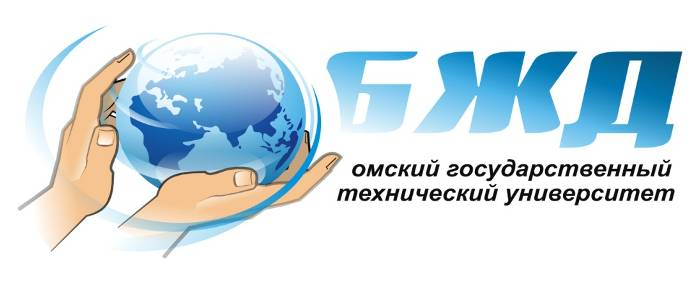 БЖД
омский государственный
технический университет